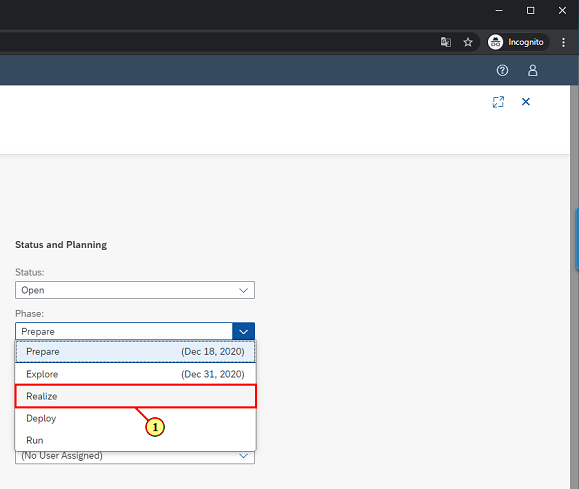 Incognito
Status and Planning
Status:
Open
Phase:
Prepare
Prepare (Dec 18, 2020)
Explore (Dec 31, 2020)
Realize
Deploy
1
Run
(No User Assigned)